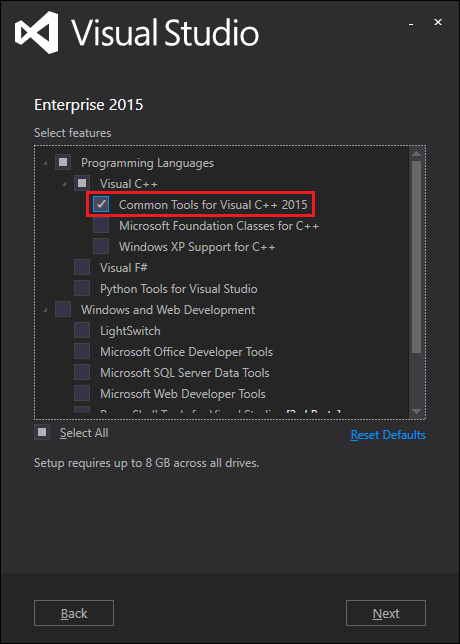 Visual Studio
Enterprise 2015
Select features
Programming Languages
Visual C++
Common Tools for Visual C++ 2015
Microsoft Foundation Classes for C++
Windows XP Support for C++
Visual F#
Python Tools for Visual Studio
Windows and Web Development
LightSwitch
Microsoft Office Developer Tools
Microsoft SQL Server Data Tools
Microsoft Web Developer Tools
Select All
Reset Defaults
Setup requires up to 8 GB across all drives.
Back
Next